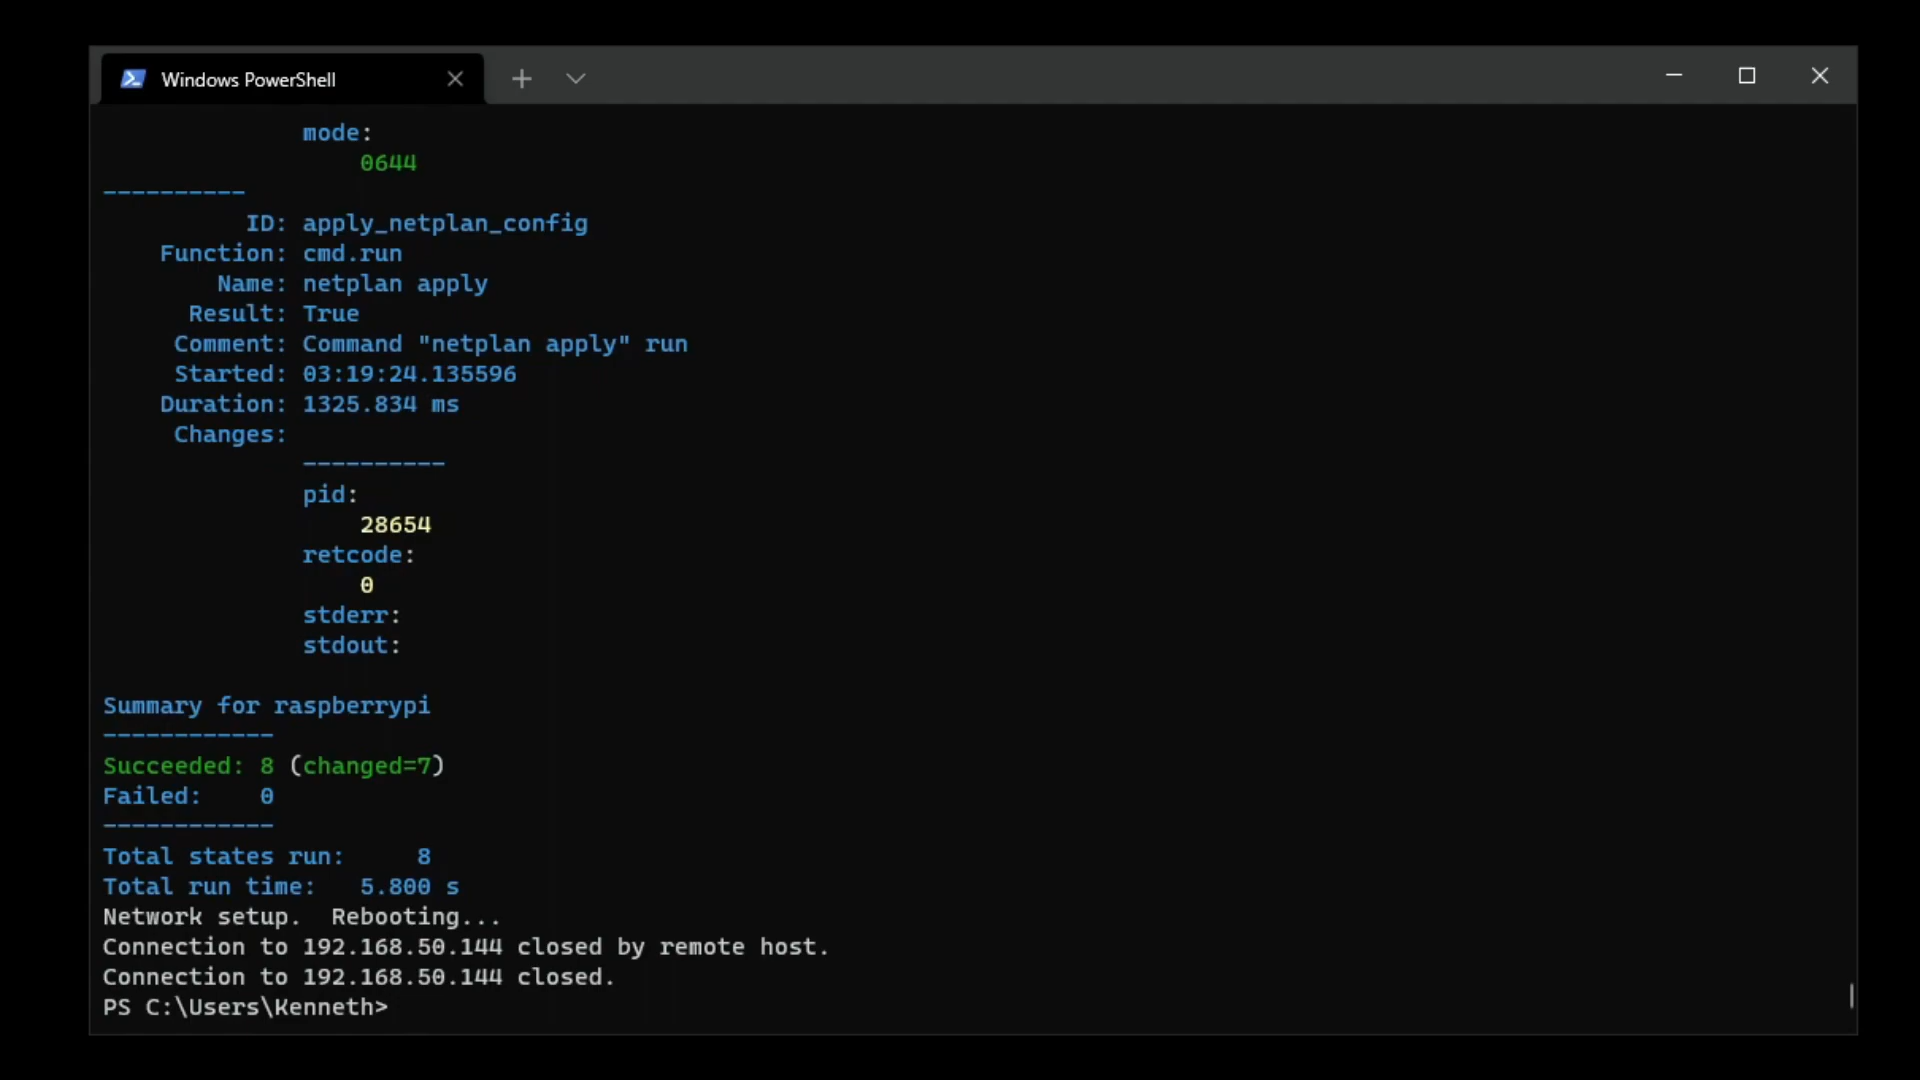 Windows PowerShell
mode:
0644
----------
ID: apply_netplan_config
Function: cmd.run
Name: netplan apply
Result: True
Comment: Command "netplan apply" run
Started: 03:19:24.135596
Duration: 1325.834 ms
Changes:
----------
pid:
28654
retcode:
0
stderr:
stdout:
Summary for raspberrypi
------------
Succeeded: 8 (changed=7)
Failed:    0
------------
Total states run:     8
Total run time:   5.800 s
Network setup.  Rebooting...
Connection to 192.168.50.144 closed by remote host.
Connection to 192.168.50.144 closed.
PS C:\Users\Kenneth>